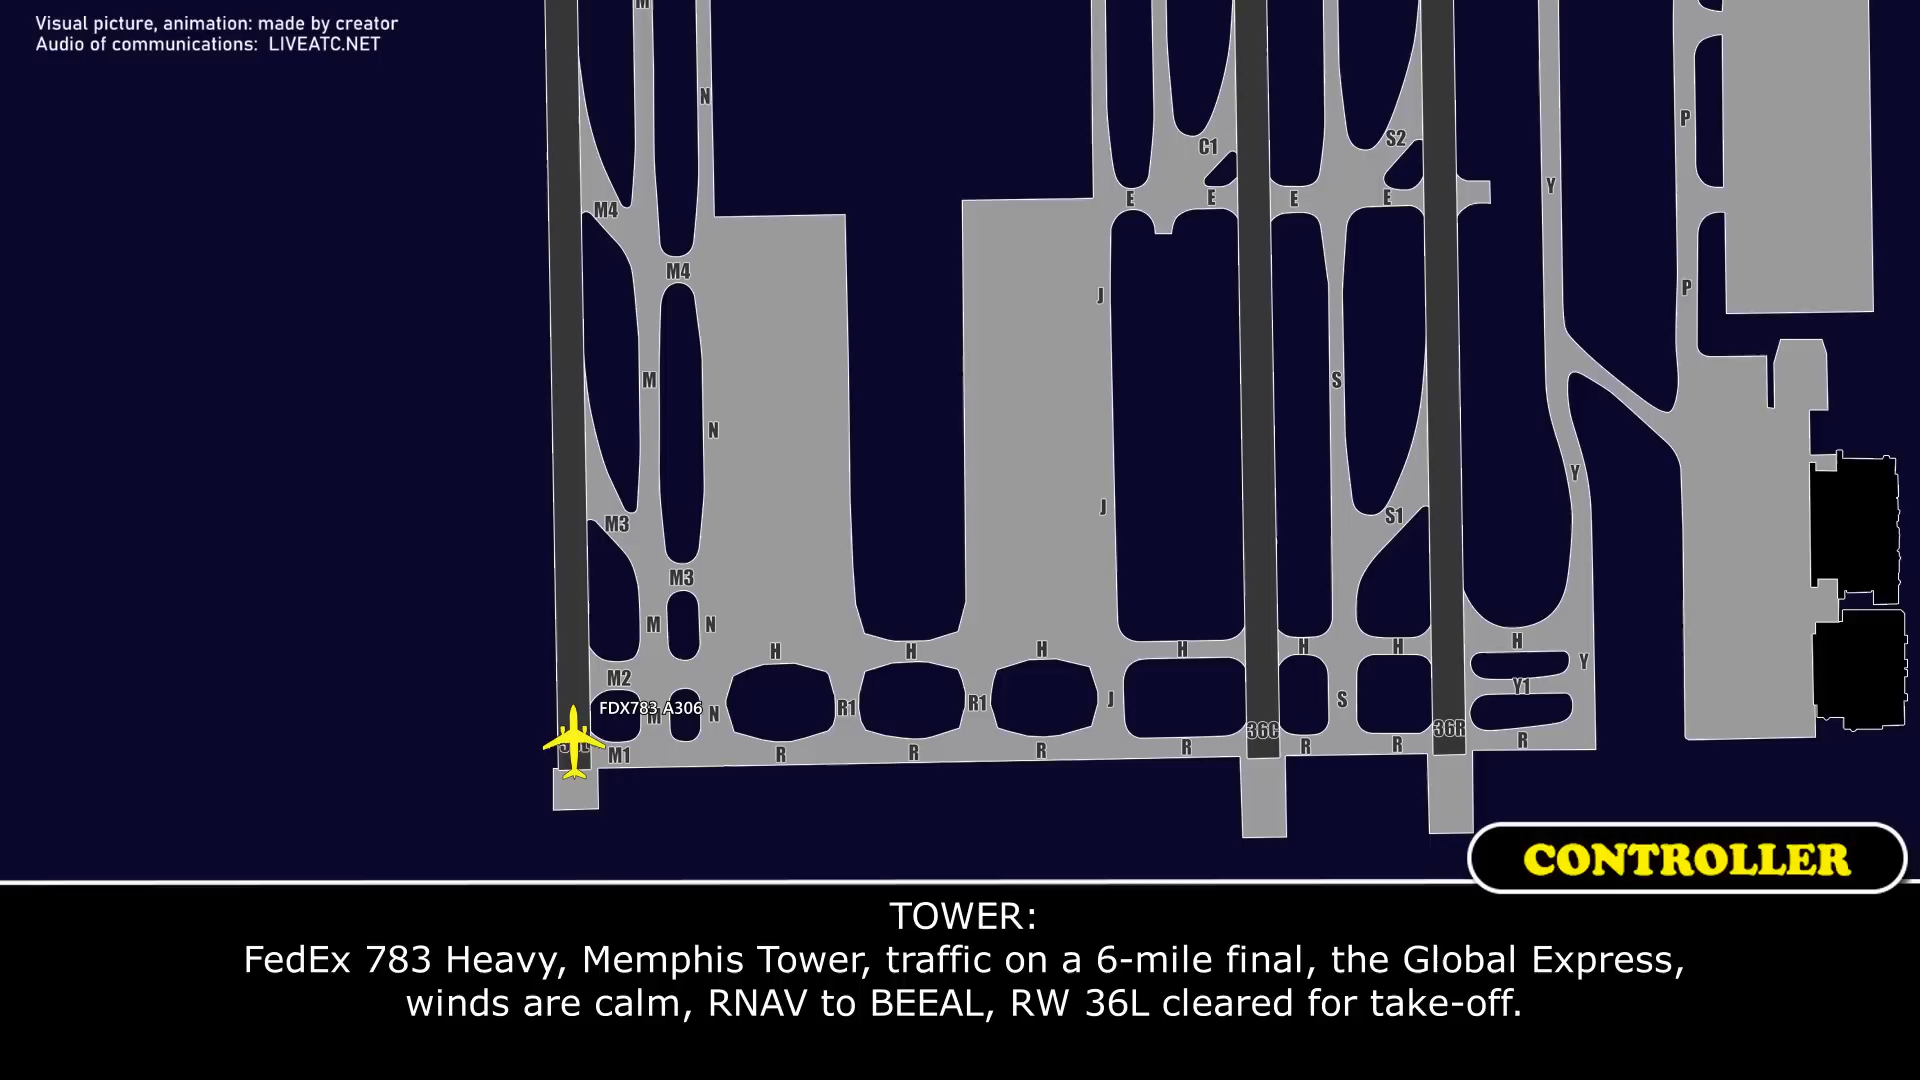 Visual picture, animation: made by creator
Audio of communications: LIVEATC.NET
M
N
P
S2
C1
Y
E
E
E
E
M4
M4
P
J
M
S
N
Y
J
S1
M3
M3
M
N
H
H
H
H
H
H
H
Y
M2
Y1
J
S
R1
R1
FDX783 A306
M
N
36C
36R
M1
R
R
R
R
R
R
R
CONTROLLER
TOWER:
FedEx 783 Heavy, Memphis Tower, traffic on a 6-mile final, the Global Express,
winds are calm, RNAV to BEEAL, RW 36L cleared for take-off.